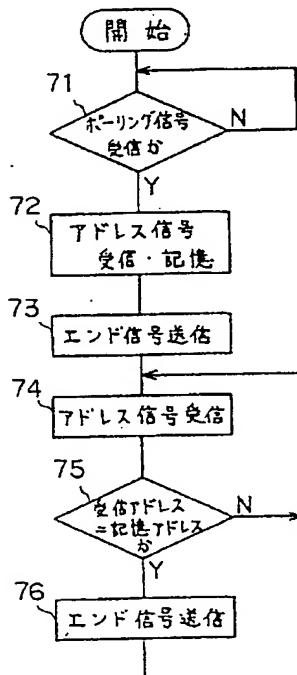 開始
71
ポーリング信号
受信か
N
Y
72
アドレス信号
受信・記憶
73
エンド信号送信
74
アドレス信号受信
75
受信アドレス
=記憶アドレス
か
N
Y
76
エンド信号送信